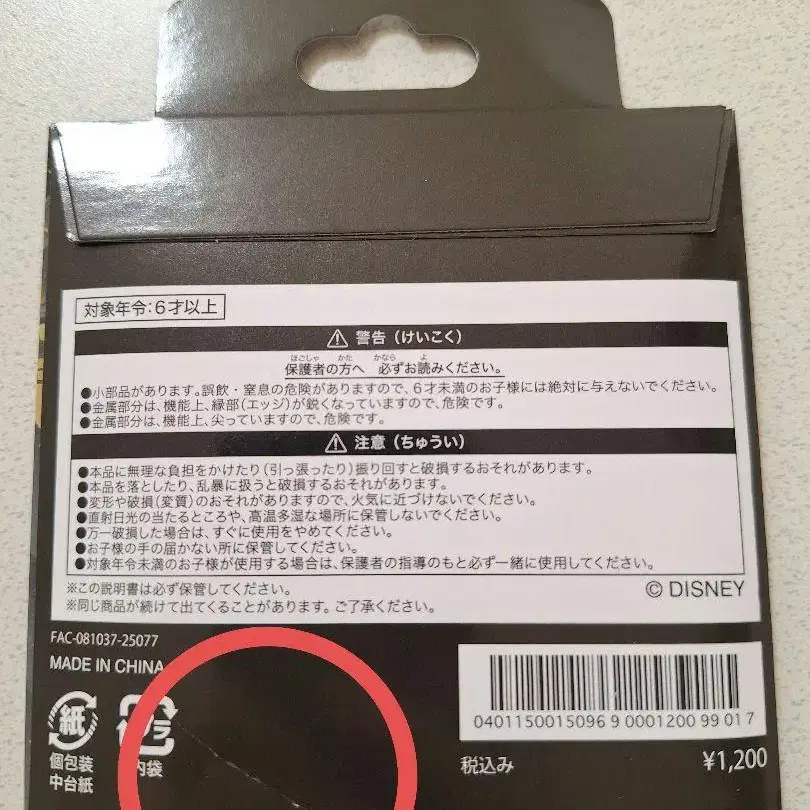 対象年令:6才以上
⚠ 警告（けいこく）
ほごしゃ かた かなら よ
保護者の方へ 必ずお読みください。
●小部品があります。誤飲・窒息の危険がありますので、6才未満のお子様には絶対に与えないでください。
●金属部分は、機能上、縁部(エッジ)が鋭くなっていますので、危険です。
●金属部分は、機能上、尖っていますので、危険です。
⚠ 注意（ちゅうい）
●本品に無理な負担をかけたり(引っ張ったり)振り回すと破損するおそれがあります。
●本品を落としたり、乱暴に扱うと破損するおそれがあります。
●変形や破損(変質)のおそれがありますので、火気に近づけないでください。
●直射日光の当たるところや、高温多湿な場所に保管しないでください。
●万一破損した場合は、すぐに使用をやめてください。
●お子様の手の届かない所に保管してください。
●対象年令未満のお子様が使用する場合は、保護者の指導のもと必ず一緒に使用してください。
※この説明書は必ず保管してください。
※同じ商品が続けて出てくることがあります。ご了承ください。
© DISNEY
FAC-081037-25077
MADE IN CHINA
紙
個包装
中台紙
プラ
内袋
0401150015096 9 0001200 99 01 7
税込み
¥1,200